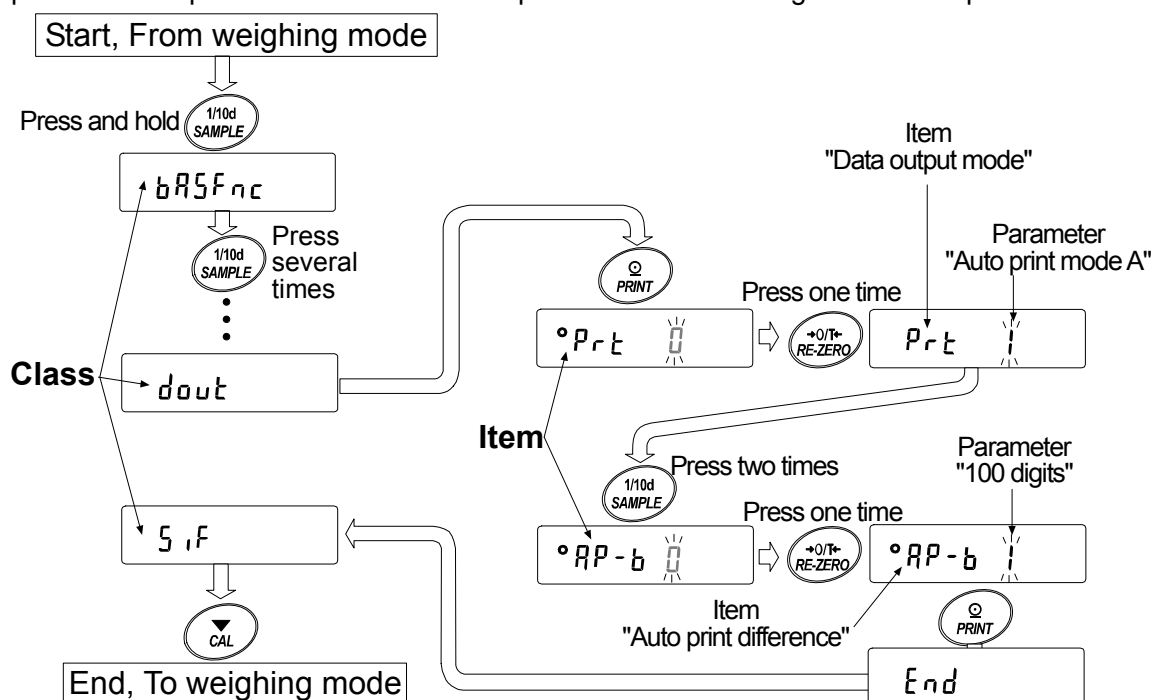 Start, From weighing mode
Press and hold
1/10d
SAMPLE
bASFnc
1/10d
SAMPLE
Press
several
times
Class
dout
SiF
CAL
End, To weighing mode
PRINT
Prt 0
Item
Press one time
→0/T←
RE-ZERO
Item
"Data output mode"
Parameter
"Auto print mode A"
Prt 1
1/10d
SAMPLE
Press two times
AP-b 0
Press one time
→0/T←
RE-ZERO
Parameter
"100 digits"
AP-b 1
Item
"Auto print difference"
PRINT
End